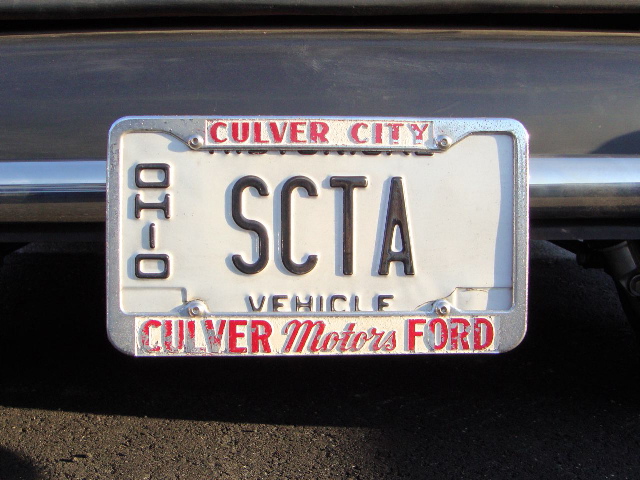 CULVER CITY
OHIO
SCTA
VEHICLE
CULVER Motors FORD